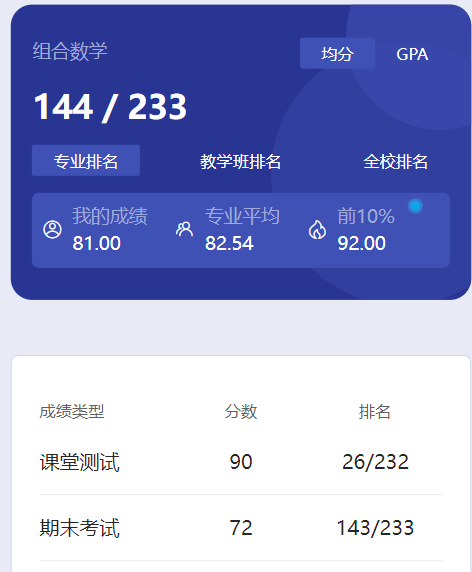 组合数学
均分 GPA
144 / 233
专业排名 教学班排名 全校排名
我的成绩 专业平均 前10%
81.00 82.54 92.00
成绩类型 分数 排名
课堂测试 90 26/232
期末考试 72 143/233